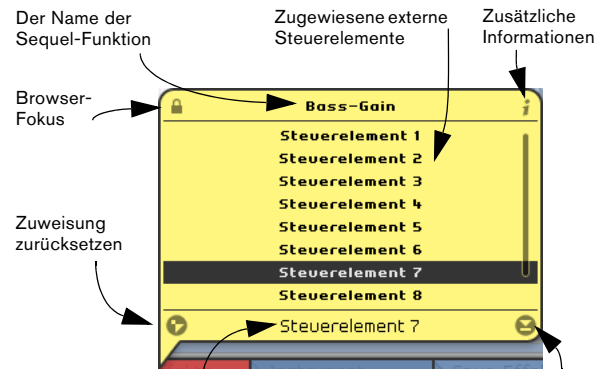 Der Name der
Sequel-Funktion
Zugewiesene externe
Steuerelemente
Zusätzliche
Informationen
Browser-
Fokus
Bass-Gain
i
Steuerelement 1
Steuerelement 2
Steuerelement 3
Steuerelement 4
Steuerelement 5
Steuerelement 6
Steuerelement 7
Steuerelement 8
Zuweisung
zurücksetzen
Steuerelement 7